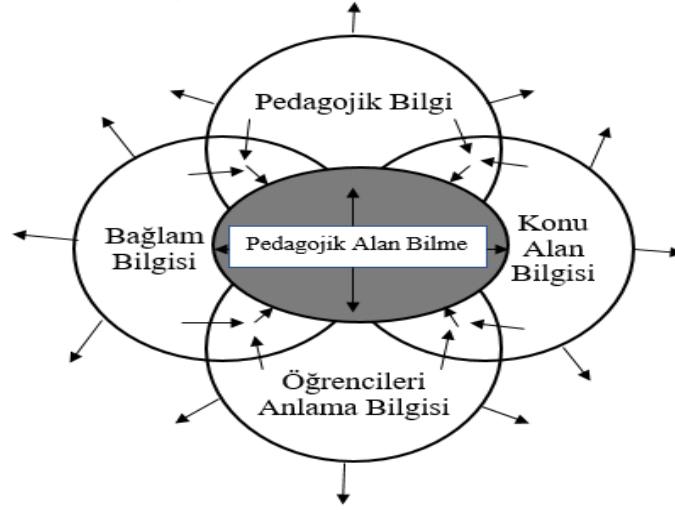 Pedagojik Bilgi
Bağlam
Bilgisi
Pedagojik Alan Bilme
Konu
Alan
Bilgisi
Öğrencileri
Anlama Bilgisi